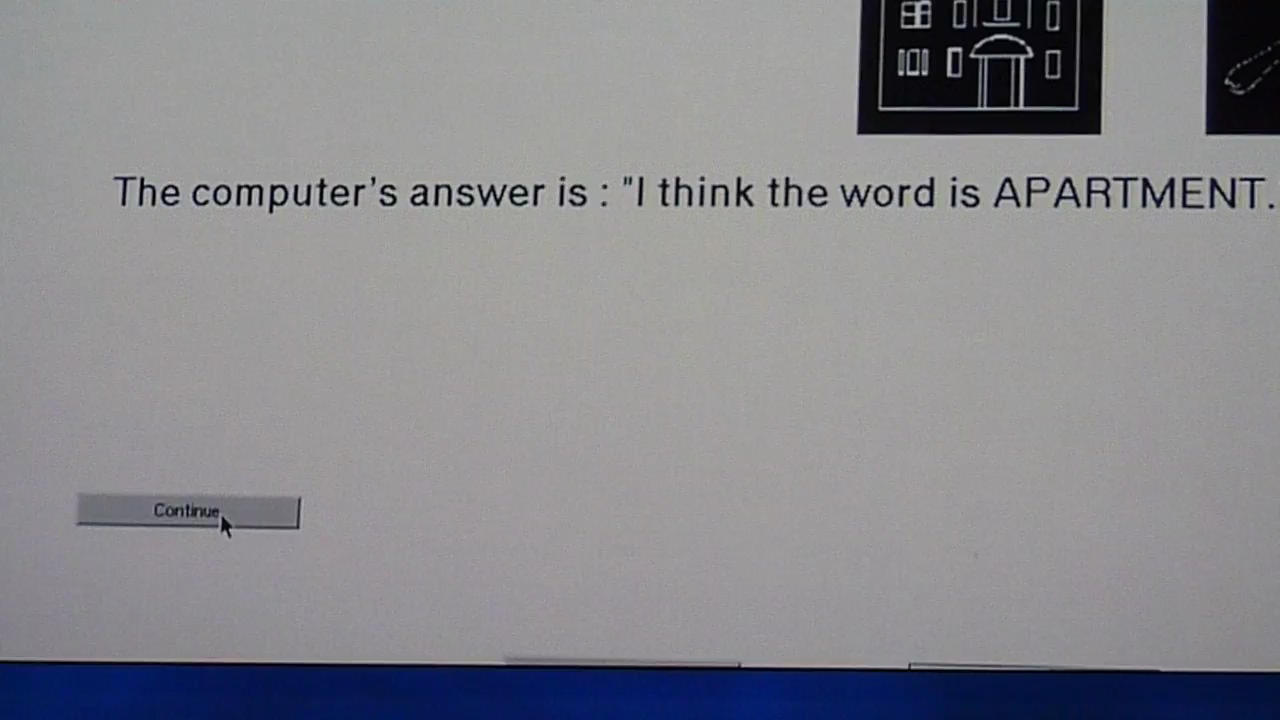 The computer's answer is : "I think the word is APARTMENT.
Continue